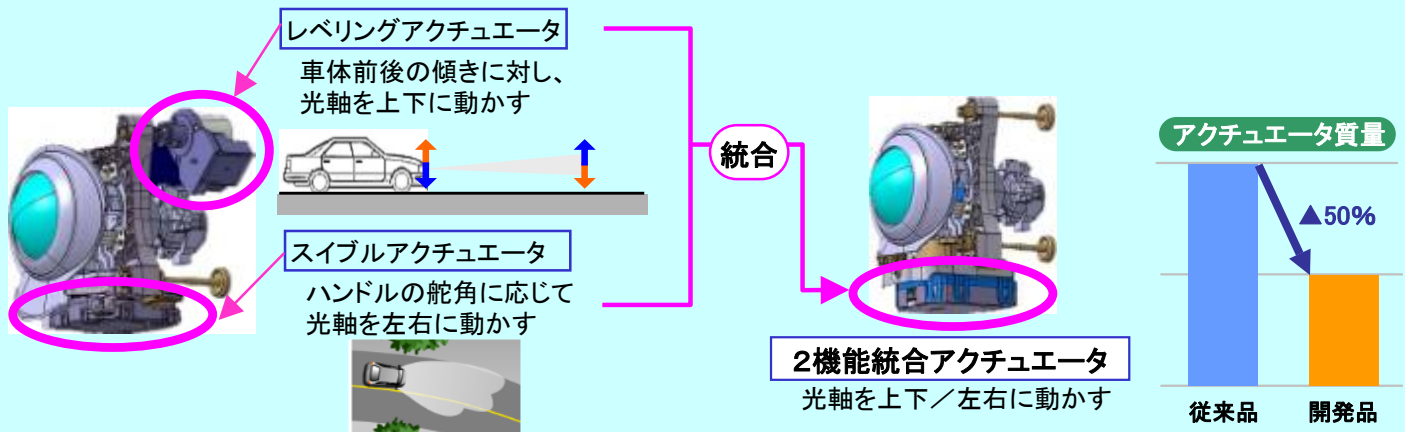 レベリングアクチュエータ
車体前後の傾きに対し、
光軸を上下に動かす
スイブルアクチュエータ
ハンドルの舵角に応じて
光軸を左右に動かす
統合
2機能統合アクチュエータ
光軸を上下／左右に動かす
アクチュエータ質量
▲50%
従来品
開発品